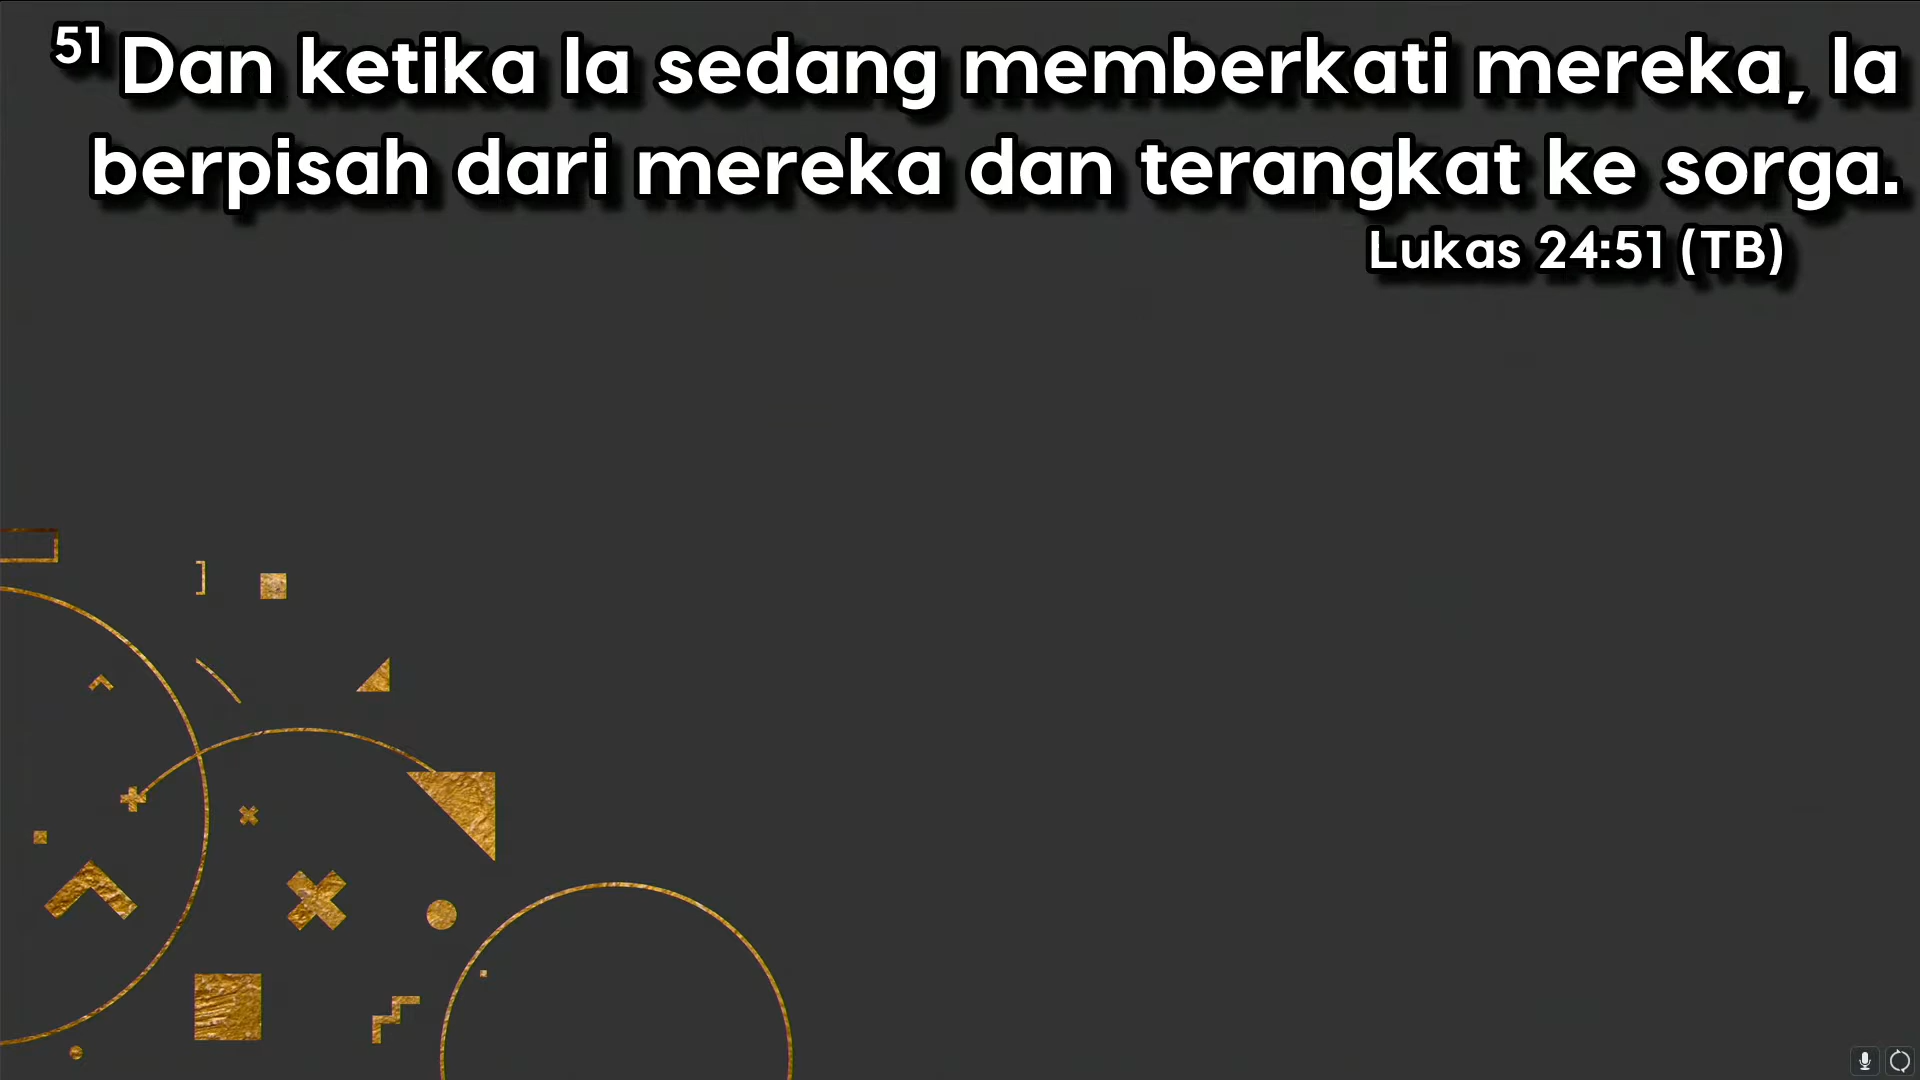 51 Dan ketika Ia sedang memberkati mereka, Ia
berpisah dari mereka dan terangkat ke sorga.
Lukas 24:51 (TB)